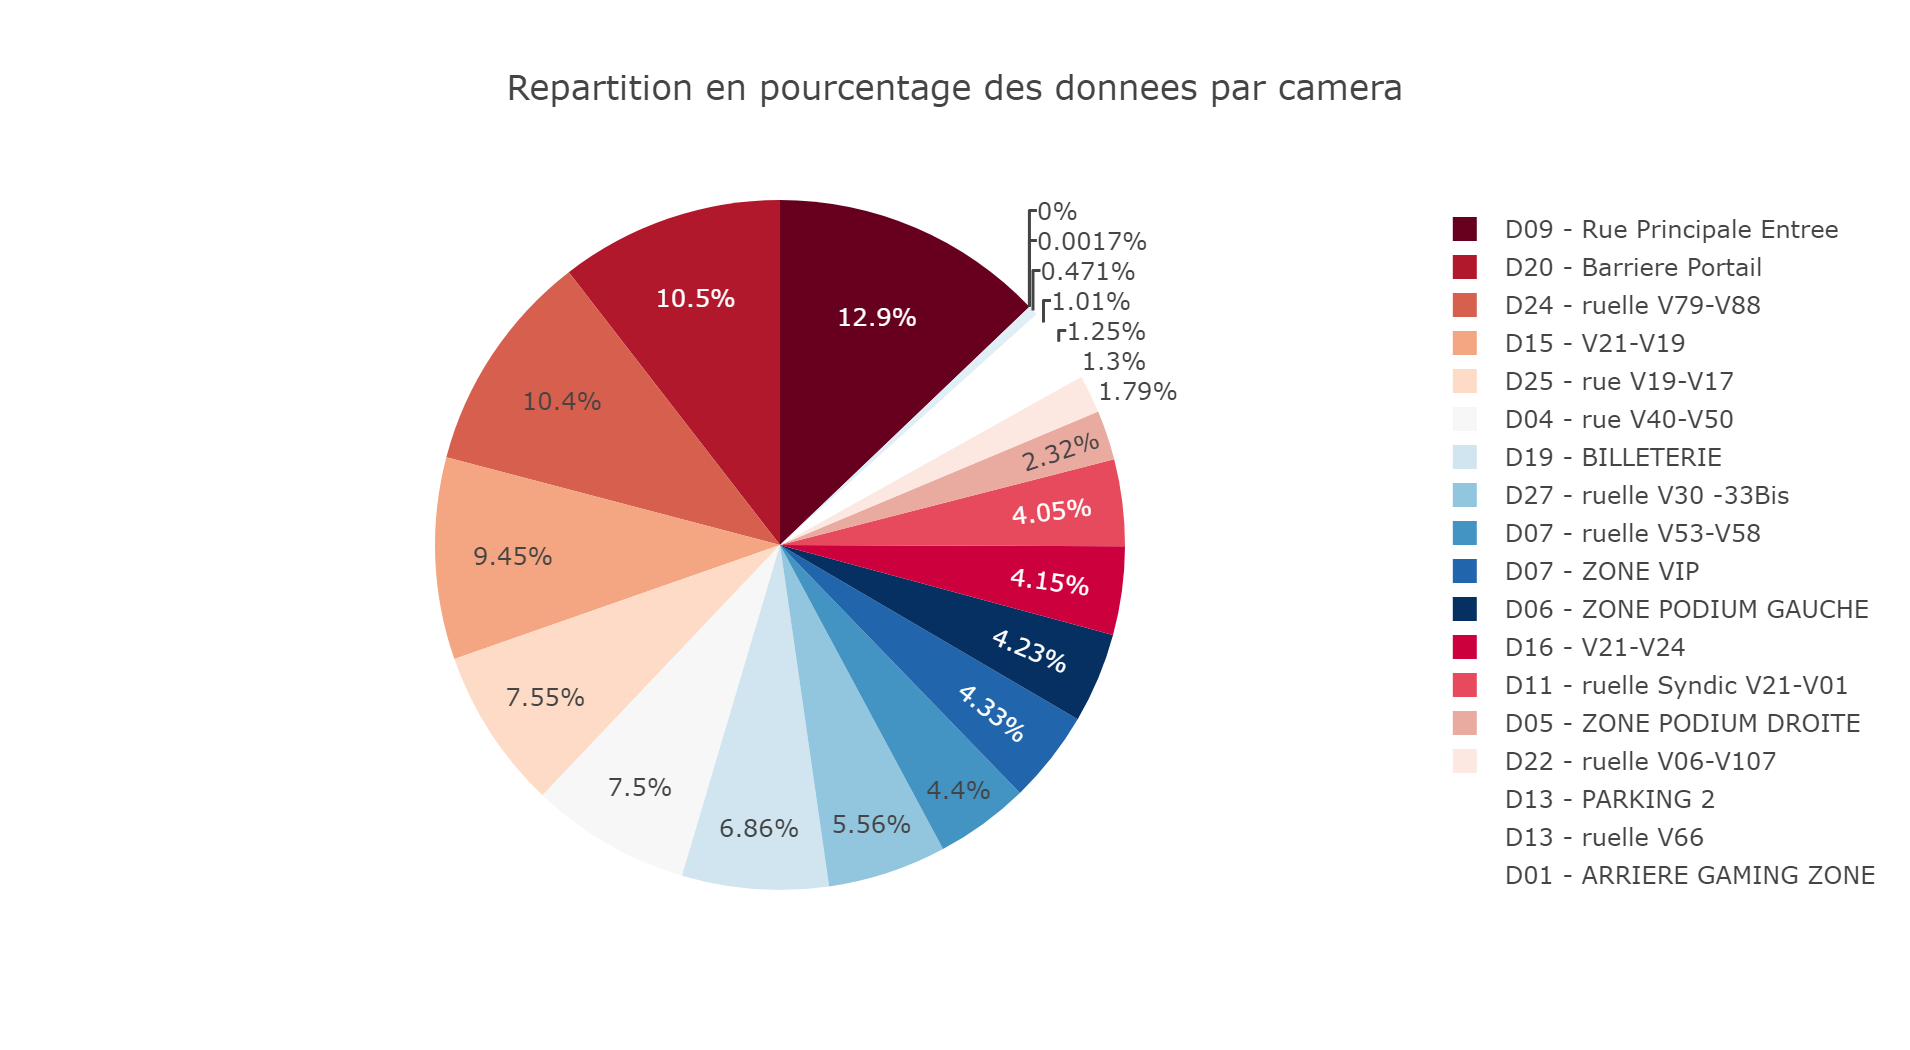 Repartition en pourcentage des donnees par camera
12.9%
10.5%
10.4%
9.45%
7.55%
7.5%
6.86%
5.56%
4.4%
4.33%
4.23%
4.15%
4.05%
2.32%
1.79%
1.3%
1.25%
1.01%
0.471%
0.0017%
0%
D09 - Rue Principale Entree
D20 - Barriere Portail
D24 - ruelle V79-V88
D15 - V21-V19
D25 - rue V19-V17
D04 - rue V40-V50
D19 - BILLETERIE
D27 - ruelle V30 -33Bis
D07 - ruelle V53-V58
D07 - ZONE VIP
D06 - ZONE PODIUM GAUCHE
D16 - V21-V24
D11 - ruelle Syndic V21-V01
D05 - ZONE PODIUM DROITE
D22 - ruelle V06-V107
D13 - PARKING 2
D13 - ruelle V66
D01 - ARRIERE GAMING ZONE